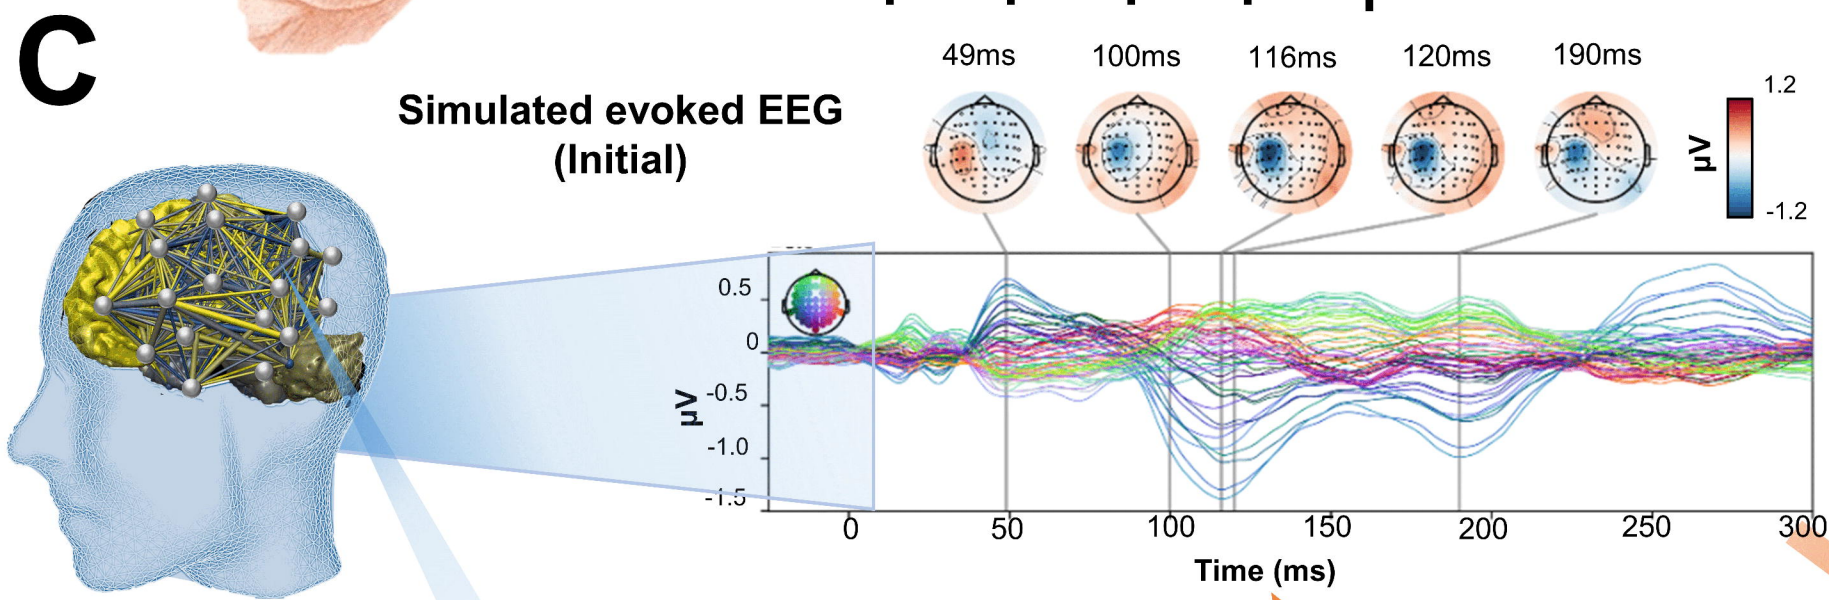 C
Simulated evoked EEG
(Initial)
49ms 100ms 116ms 120ms 190ms
1.2
µV
-1.2
0.5
0
-0.5
-1.0
-1.5
µV
0 50 100 150 200 250 300
Time (ms)